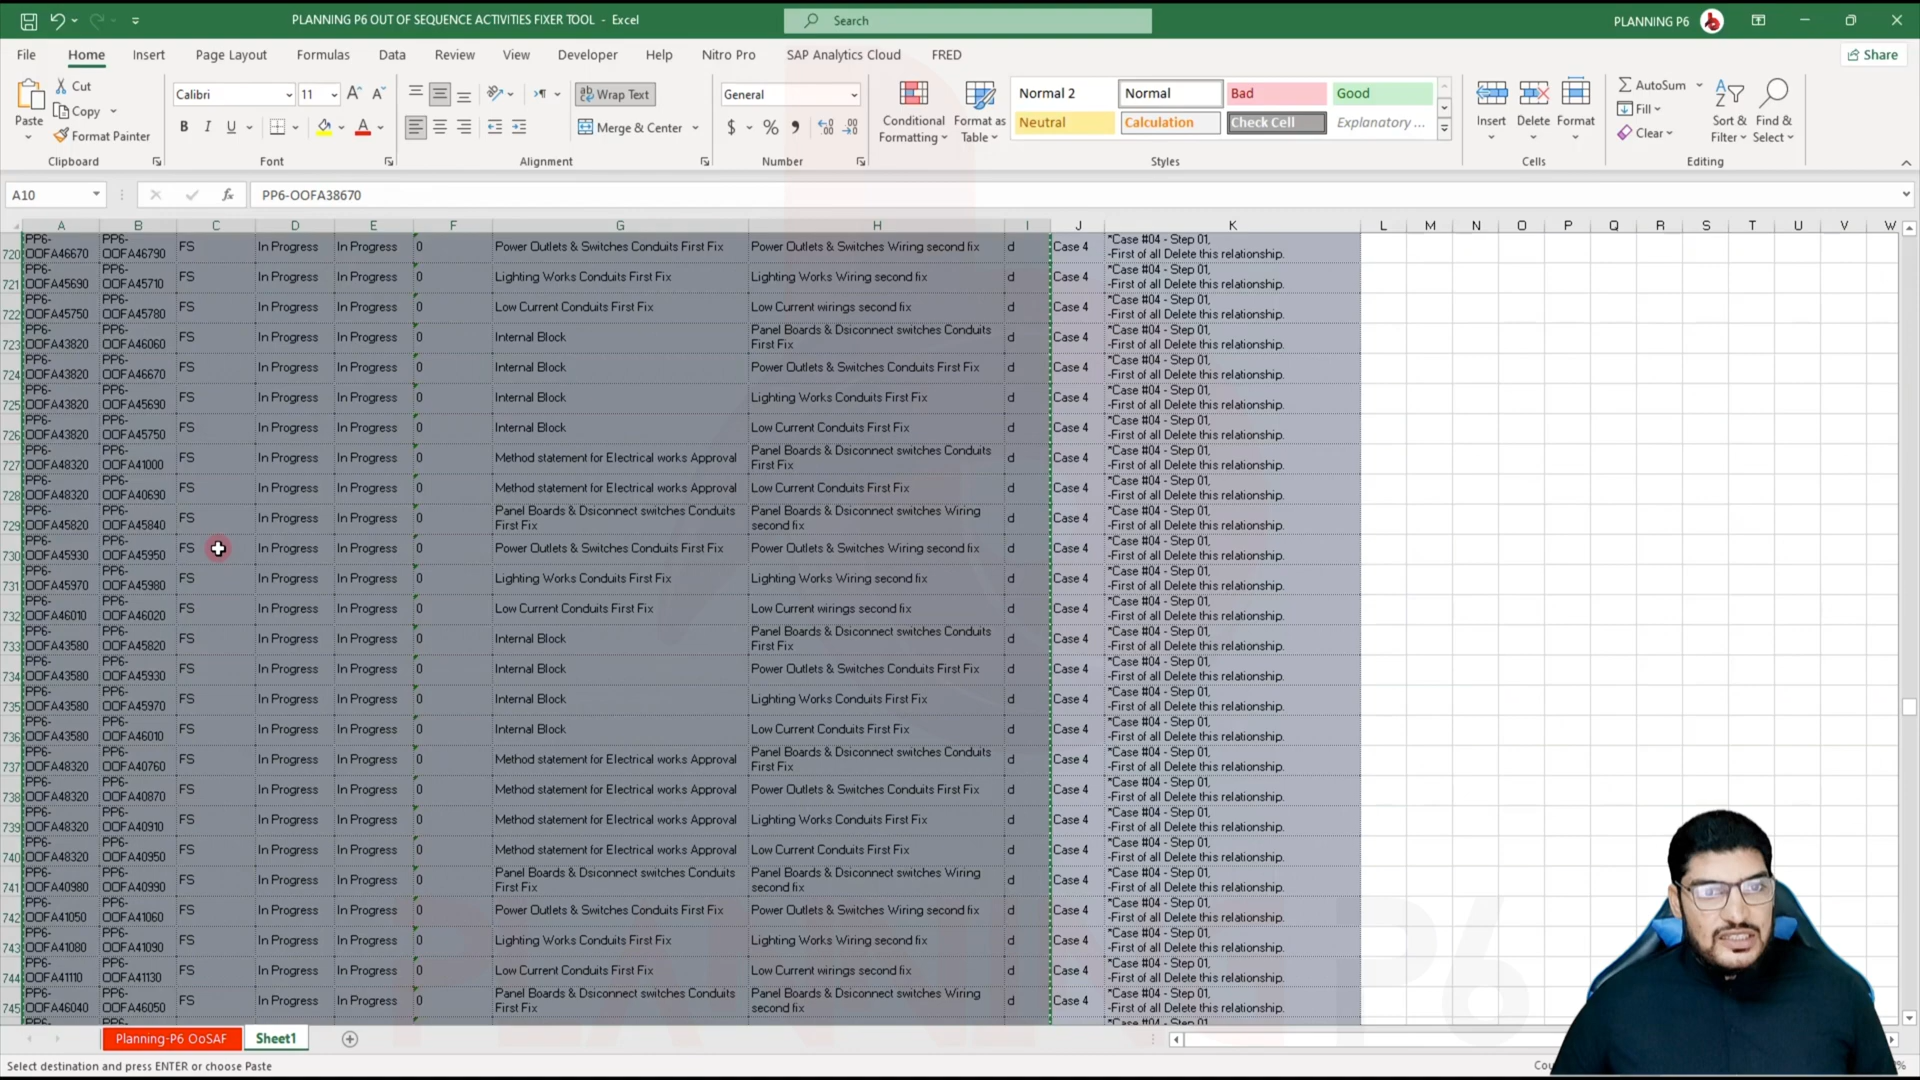 PLANNING P6 OUT OF SEQUENCE ACTIVITIES FIXER TOOL - Excel
Search
PLANNING P6
File Home Insert Page Layout Formulas Data Review View Developer Help Nitro Pro SAP Analytics Cloud FRED
Share
Paste
Cut
Copy
Format Painter
Clipboard
Calibri 11
B I U
Font
Wrap Text
Merge & Center
Alignment
General
$ % ,
Number
Conditional Formatting
Format as Table
Normal 2 Normal Bad Good
Neutral Calculation Check Cell Explanatory ...
Styles
Insert Delete Format
Cells
AutoSum
Fill
Clear
Sort & Filter
Find & Select
Editing
A10 fx PP6-OOFA38670
A B C D E F G H I J K L M N O P Q R S T U V W
720 PP6-OOFA46670 PP6-OOFA46790 FS In Progress In Progress 0 Power Outlets & Switches Conduits First Fix Power Outlets & Switches Wiring second fix d Case 4 "Case #04 - Step 01, -First of all Delete this relationship.
721 PP6-OOFA45690 PP6-OOFA45710 FS In Progress In Progress 0 Lighting Works Conduits First Fix Lighting Works Wiring second fix d Case 4 "Case #04 - Step 01, -First of all Delete this relationship.
722 PP6-OOFA45750 PP6-OOFA45780 FS In Progress In Progress 0 Low Current Conduits First Fix Low Current wirings second fix d Case 4 "Case #04 - Step 01, -First of all Delete this relationship.
723 PP6-OOFA43820 PP6-OOFA46060 FS In Progress In Progress 0 Internal Block Panel Boards & Dsiconnect switches Conduits First Fix d Case 4 "Case #04 - Step 01, -First of all Delete this relationship.
724 PP6-OOFA43820 PP6-OOFA46670 FS In Progress In Progress 0 Internal Block Power Outlets & Switches Conduits First Fix d Case 4 "Case #04 - Step 01, -First of all Delete this relationship.
725 PP6-OOFA43820 PP6-OOFA45690 FS In Progress In Progress 0 Internal Block Lighting Works Conduits First Fix d Case 4 "Case #04 - Step 01, -First of all Delete this relationship.
726 PP6-OOFA43820 PP6-OOFA45750 FS In Progress In Progress 0 Internal Block Low Current Conduits First Fix d Case 4 "Case #04 - Step 01, -First of all Delete this relationship.
727 PP6-OOFA48320 PP6-OOFA41000 FS In Progress In Progress 0 Method statement for Electrical works Approval Panel Boards & Dsiconnect switches Conduits First Fix d Case 4 "Case #04 - Step 01, -First of all Delete this relationship.
728 PP6-OOFA48320 PP6-OOFA40690 FS In Progress In Progress 0 Method statement for Electrical works Approval Low Current Conduits First Fix d Case 4 "Case #04 - Step 01, -First of all Delete this relationship.
729 PP6-OOFA45820 PP6-OOFA45840 FS In Progress In Progress 0 Panel Boards & Dsiconnect switches Conduits First Fix Panel Boards & Dsiconnect switches Wiring second fix d Case 4 "Case #04 - Step 01, -First of all Delete this relationship.
730 PP6-OOFA45930 PP6-OOFA45950 FS In Progress In Progress 0 Power Outlets & Switches Conduits First Fix Power Outlets & Switches Wiring second fix d Case 4 "Case #04 - Step 01, -First of all Delete this relationship.
731 PP6-OOFA45970 PP6-OOFA45980 FS In Progress In Progress 0 Lighting Works Conduits First Fix Lighting Works Wiring second fix d Case 4 "Case #04 - Step 01, -First of all Delete this relationship.
732 PP6-OOFA46010 PP6-OOFA46020 FS In Progress In Progress 0 Low Current Conduits First Fix Low Current wirings second fix d Case 4 "Case #04 - Step 01, -First of all Delete this relationship.
733 PP6-OOFA43580 PP6-OOFA45820 FS In Progress In Progress 0 Internal Block Panel Boards & Dsiconnect switches Conduits First Fix d Case 4 "Case #04 - Step 01, -First of all Delete this relationship.
734 PP6-OOFA43580 PP6-OOFA45930 FS In Progress In Progress 0 Internal Block Power Outlets & Switches Conduits First Fix d Case 4 "Case #04 - Step 01, -First of all Delete this relationship.
735 PP6-OOFA43580 PP6-OOFA45970 FS In Progress In Progress 0 Internal Block Lighting Works Conduits First Fix d Case 4 "Case #04 - Step 01, -First of all Delete this relationship.
736 PP6-OOFA43580 PP6-OOFA46010 FS In Progress In Progress 0 Internal Block Low Current Conduits First Fix d Case 4 "Case #04 - Step 01, -First of all Delete this relationship.
737 PP6-OOFA48320 PP6-OOFA40760 FS In Progress In Progress 0 Method statement for Electrical works Approval Panel Boards & Dsiconnect switches Conduits First Fix d Case 4 "Case #04 - Step 01, -First of all Delete this relationship.
738 PP6-OOFA48320 PP6-OOFA40870 FS In Progress In Progress 0 Method statement for Electrical works Approval Power Outlets & Switches Conduits First Fix d Case 4 "Case #04 - Step 01, -First of all Delete this relationship.
739 PP6-OOFA48320 PP6-OOFA40910 FS In Progress In Progress 0 Method statement for Electrical works Approval Lighting Works Conduits First Fix d Case 4 "Case #04 - Step 01, -First of all Delete this relationship.
740 PP6-OOFA48320 PP6-OOFA40950 FS In Progress In Progress 0 Method statement for Electrical works Approval Low Current Conduits First Fix d Case 4 "Case #04 - Step 01, -First of all Delete this relationship.
741 PP6-OOFA40980 PP6-OOFA40990 FS In Progress In Progress 0 Panel Boards & Dsiconnect switches Conduits First Fix Panel Boards & Dsiconnect switches Wiring second fix d Case 4 "Case #04 - Step 01, -First of all Delete this relationship.
742 PP6-OOFA41050 PP6-OOFA41060 FS In Progress In Progress 0 Power Outlets & Switches Conduits First Fix Power Outlets & Switches Wiring second fix d Case 4 "Case #04 - Step 01, -First of all Delete this relationship.
743 PP6-OOFA41080 PP6-OOFA41090 FS In Progress In Progress 0 Lighting Works Conduits First Fix Lighting Works Wiring second fix d Case 4 "Case #04 - Step 01, -First of all Delete this relationship.
744 PP6-OOFA41110 PP6-OOFA41130 FS In Progress In Progress 0 Low Current Conduits First Fix Low Current wirings second fix d Case 4 "Case #04 - Step 01, -First of all Delete this relationship.
745 PP6-OOFA46040 PP6-OOFA46050 FS In Progress In Progress 0 Panel Boards & Dsiconnect switches Conduits First Fix Panel Boards & Dsiconnect switches Wiring second fix d Case 4 "Case #04 - Step 01, -First of all Delete this relationship.
Planning-P6 OoSAF Sheet1
Select destination and press ENTER or choose Paste